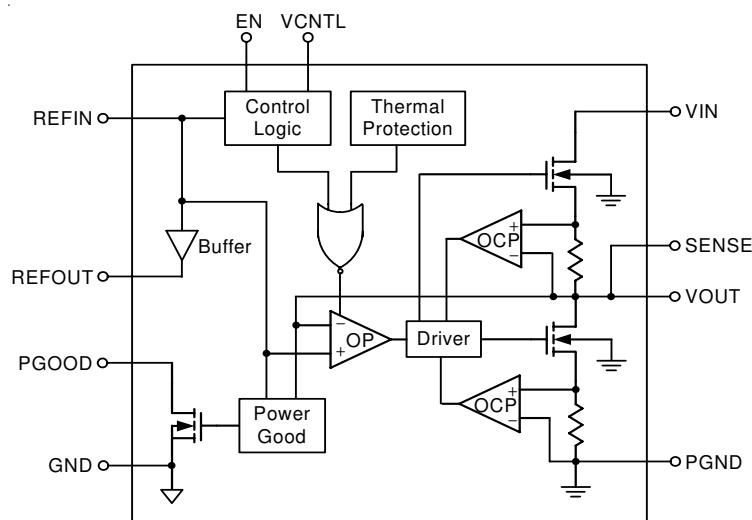 EN VCNTL
REFIN
Control
Logic
Thermal
Protection
VIN
Buffer
+
OCP
−
SENSE
REFOUT
VOUT
−
OP
+
Driver
PGOOD
Power
Good
+
OCP
−
GND
PGND